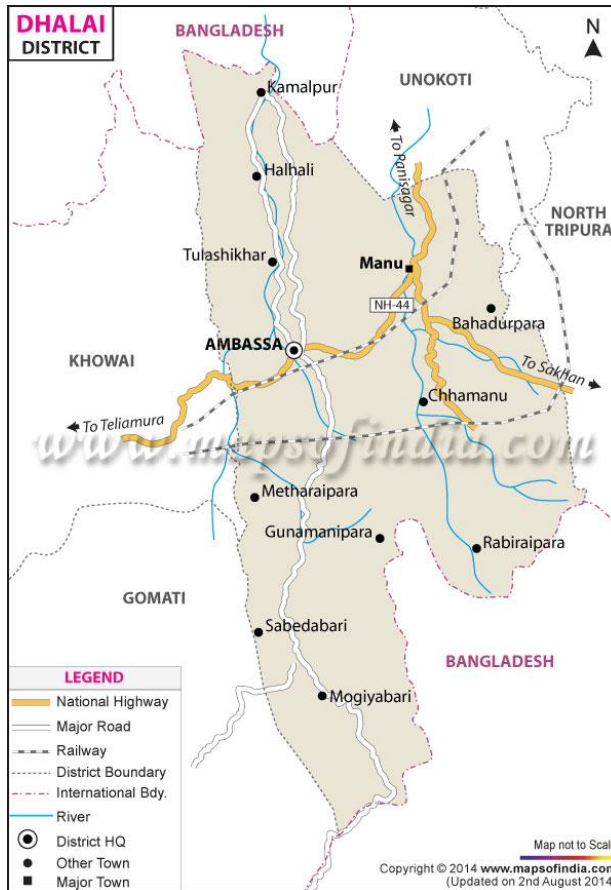 DHALAI
DISTRICT
BANGLADESH
N
UNOKOTI
Kamalpur
To Panisagar
Halhali
NORTH
TRIPURA
Tulashikhar
Manu
NH-44
Bahadurpara
AMBASSA
KHOWAI
To Sakhan
Chhamanu
To Teliamura
www.mapsofindia.com
Metharaipara
Gunamanipara
Rabiraipara
GOMATI
Sabedabari
BANGLADESH
Mogiyabari
LEGEND
National Highway
Major Road
Railway
District Boundary
International Bdy.
River
District HQ
Other Town
Major Town
Map not to Scal
Copyright © 2014 www.mapsofindia.com
(Updated on 2nd August 2014